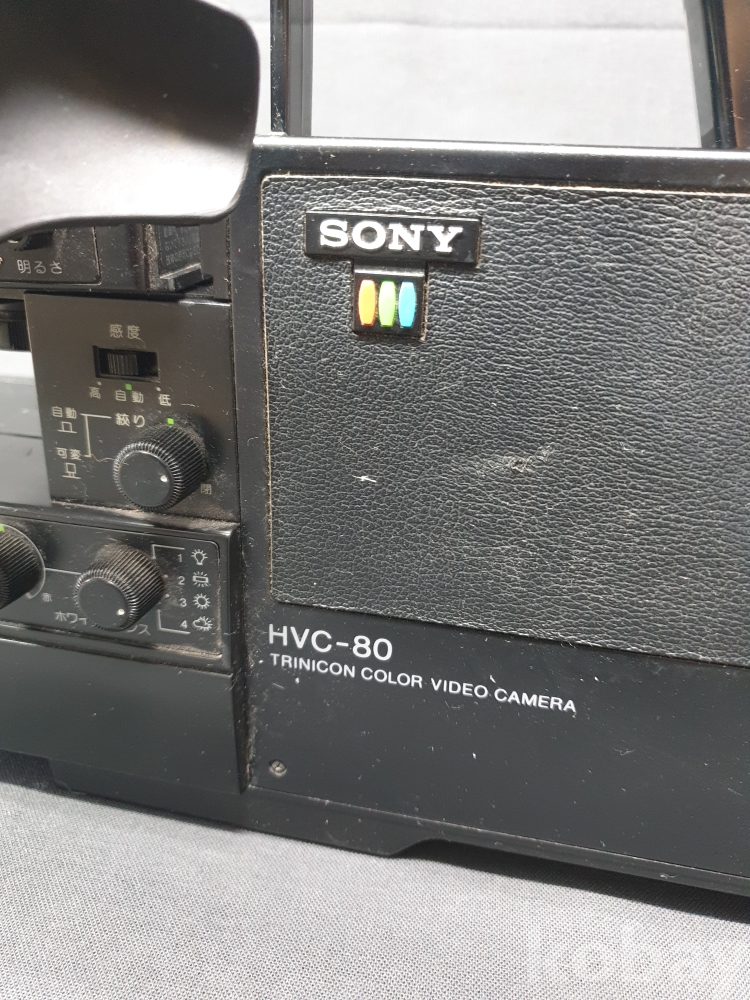 SONY
明るさ
感度
高 自動 低
自動
絞り
可変
閉
1
2
3
4
赤
HVC-80
TRINICON COLOR VIDEO CAMERA